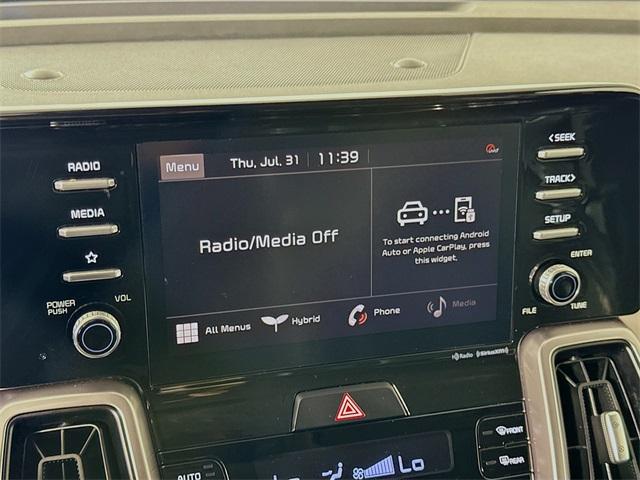 <SEEK
RADIO
Menu
Thu, Jul. 31
11:39
TRACK>
MEDIA
SETUP
Radio/Media Off
To start connecting Android
Auto or Apple CarPlay, press
this widget.
ENTER
POWER
PUSH
VOL
FILE
TUNE
All Menus
Hybrid
Phone
Media
HD Radio
SiriusXM
FRONT
REAR
AUTO
Lo